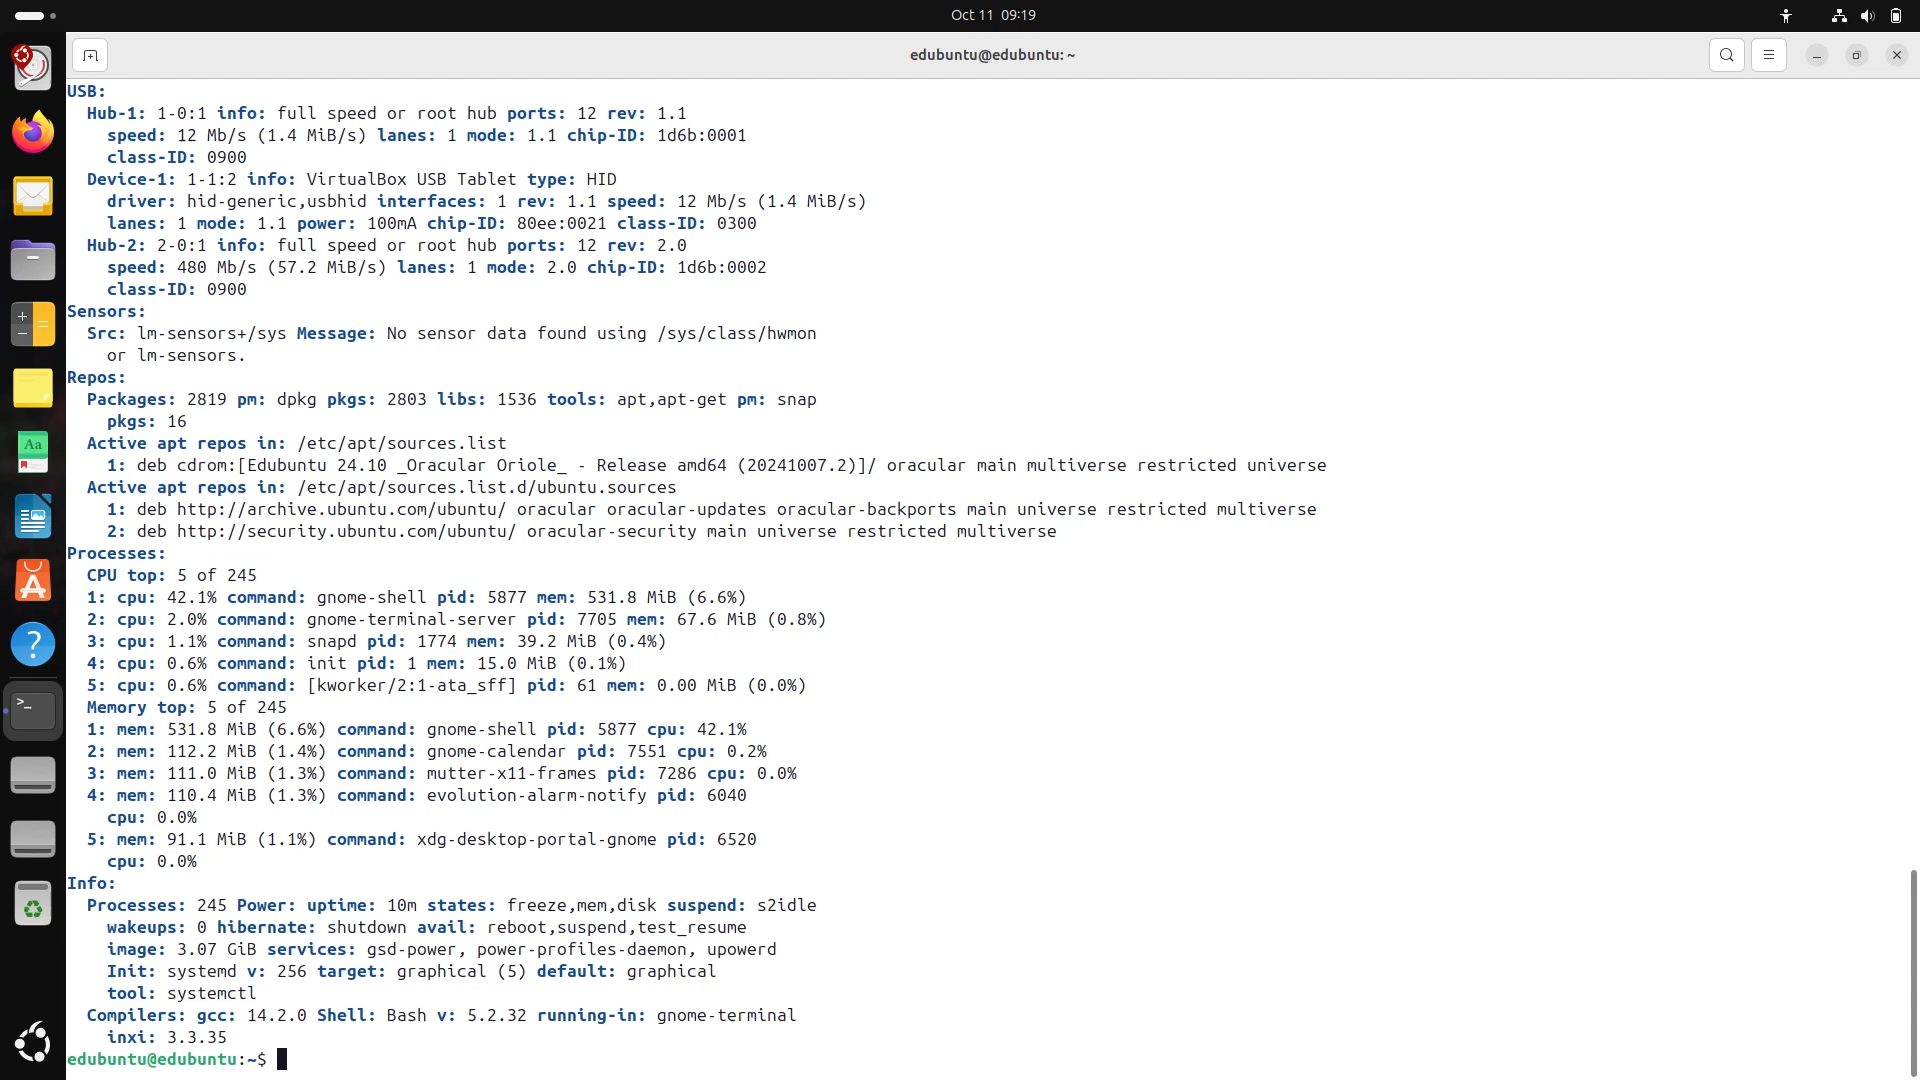 Oct 11 09:19
edubuntu@edubuntu: ~
USB:
Hub-1: 1-0:1 info: full speed or root hub ports: 12 rev: 1.1
speed: 12 Mb/s (1.4 MiB/s) lanes: 1 mode: 1.1 chip-ID: 1d6b:0001
class-ID: 0900
Device-1: 1-1:2 info: VirtualBox USB Tablet type: HID
driver: hid-generic,usbhid interfaces: 1 rev: 1.1 speed: 12 Mb/s (1.4 MiB/s)
lanes: 1 mode: 1.1 power: 100mA chip-ID: 80ee:0021 class-ID: 0300
Hub-2: 2-0:1 info: full speed or root hub ports: 12 rev: 2.0
speed: 480 Mb/s (57.2 MiB/s) lanes: 1 mode: 2.0 chip-ID: 1d6b:0002
class-ID: 0900
Sensors:
Src: lm-sensors+/sys Message: No sensor data found using /sys/class/hwmon
or lm-sensors.
Repos:
Packages: 2819 pm: dpkg pkgs: 2803 libs: 1536 tools: apt,apt-get pm: snap
pkgs: 16
Active apt repos in: /etc/apt/sources.list
1: deb cdrom:[Edubuntu 24.10 _Oracular Oriole_ - Release amd64 (20241007.2)]/ oracular main multiverse restricted universe
Active apt repos in: /etc/apt/sources.list.d/ubuntu.sources
1: deb http://archive.ubuntu.com/ubuntu/ oracular oracular-updates oracular-backports main universe restricted multiverse
2: deb http://security.ubuntu.com/ubuntu/ oracular-security main universe restricted multiverse
Processes:
CPU top: 5 of 245
1: cpu: 42.1% command: gnome-shell pid: 5877 mem: 531.8 MiB (6.6%)
2: cpu: 2.0% command: gnome-terminal-server pid: 7705 mem: 67.6 MiB (0.8%)
3: cpu: 1.1% command: snapd pid: 1774 mem: 39.2 MiB (0.4%)
4: cpu: 0.6% command: init pid: 1 mem: 15.0 MiB (0.1%)
5: cpu: 0.6% command: [kworker/2:1-ata_sff] pid: 61 mem: 0.00 MiB (0.0%)
Memory top: 5 of 245
1: mem: 531.8 MiB (6.6%) command: gnome-shell pid: 5877 cpu: 42.1%
2: mem: 112.2 MiB (1.4%) command: gnome-calendar pid: 7551 cpu: 0.2%
3: mem: 111.0 MiB (1.3%) command: mutter-x11-frames pid: 7286 cpu: 0.0%
4: mem: 110.4 MiB (1.3%) command: evolution-alarm-notify pid: 6040
cpu: 0.0%
5: mem: 91.1 MiB (1.1%) command: xdg-desktop-portal-gnome pid: 6520
cpu: 0.0%
Info:
Processes: 245 Power: uptime: 10m states: freeze,mem,disk suspend: s2idle
wakeups: 0 hibernate: shutdown avail: reboot,suspend,test_resume
image: 3.07 GiB services: gsd-power, power-profiles-daemon, upowerd
Init: systemd v: 256 target: graphical (5) default: graphical
tool: systemctl
Compilers: gcc: 14.2.0 Shell: Bash v: 5.2.32 running-in: gnome-terminal
inxi: 3.3.35
edubuntu@edubuntu:~$